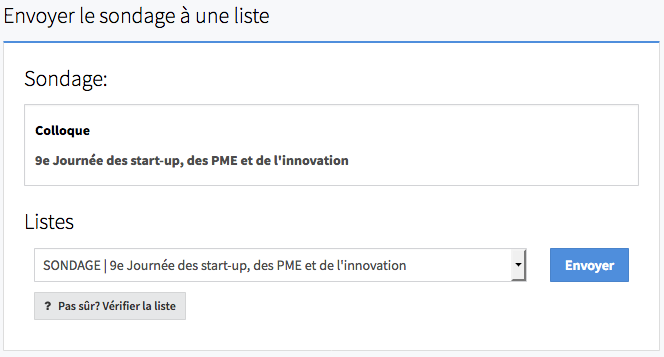 Envoyer le sondage à une liste
Sondage:
Colloque
9e Journée des start-up, des PME et de l'innovation
Listes
SONDAGE | 9e Journée des start-up, des PME et de l'innovation
Envoyer
? Pas sûr? Vérifier la liste